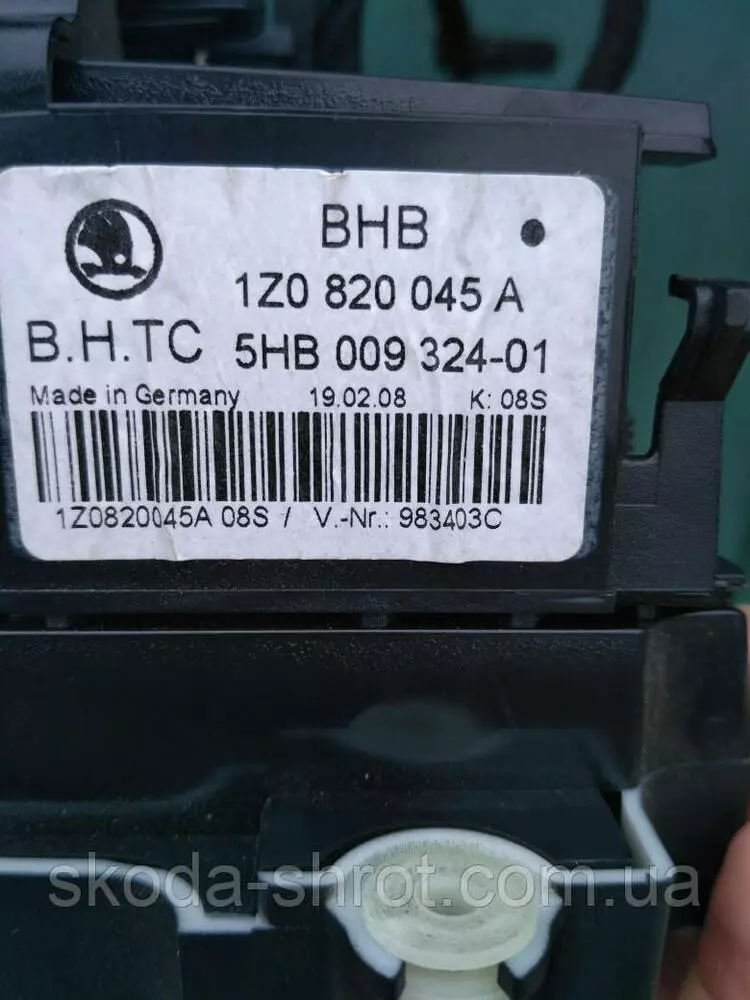 BHB
1Z0 820 045 A
B.H.TC 5HB 009 324-01
Made in Germany 19.02.08 K: 08S
1Z0820045A 08S / V.-Nr.: 983403C
skoda-shrot.com.ua